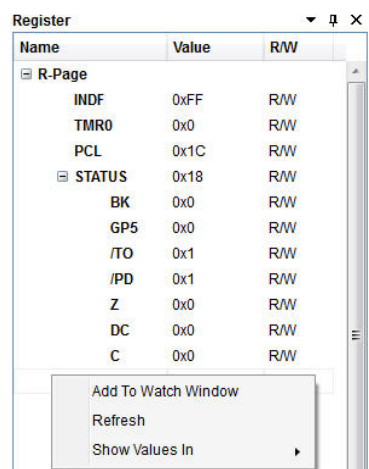 Register
Name Value R/W
R-Page
INDF 0xFF R/W
TMR0 0x0 R/W
PCL 0x1C R/W
STATUS 0x18 R/W
BK 0x0 R/W
GP5 0x0 R/W
/TO 0x1 R/W
/PD 0x1 R/W
Z 0x0 R/W
DC 0x0 R/W
C 0x0 R/W
Add To Watch Window
Refresh
Show Values In